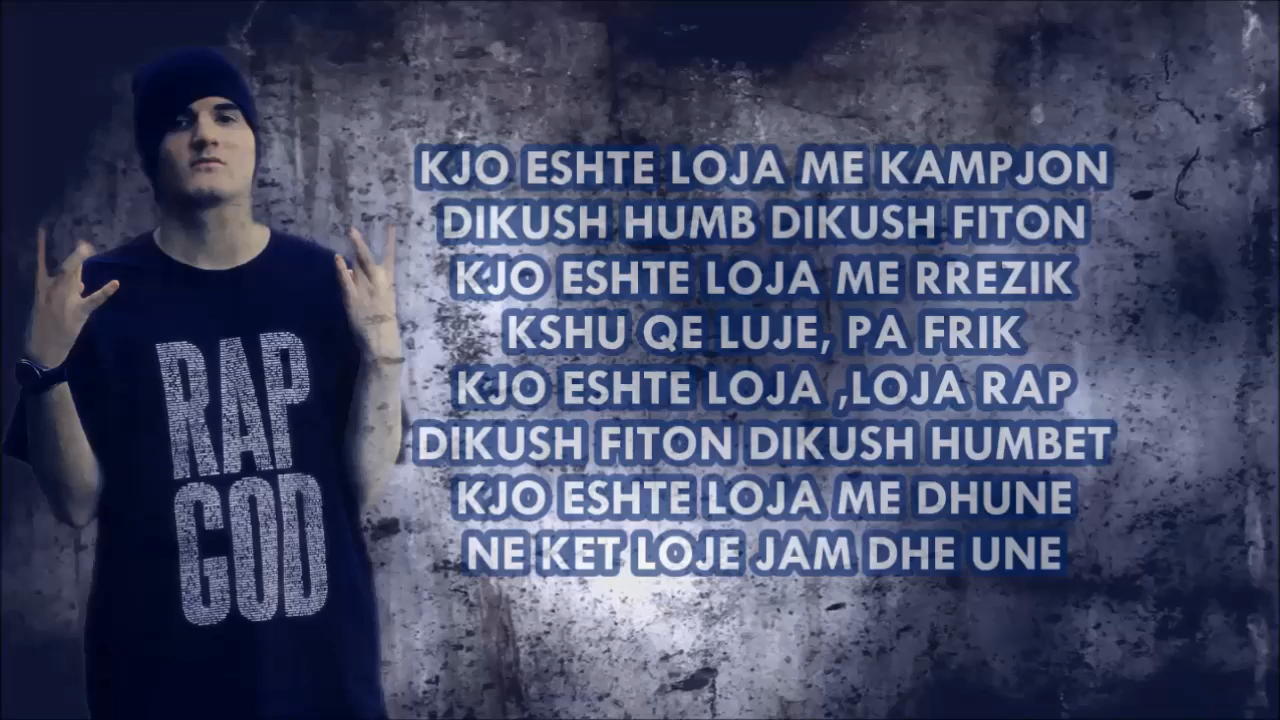 RAP
GOD
KJO ESHTE LOJA ME KAMPJON
DIKUSH HUMB DIKUSH FITON
KJO ESHTE LOJA ME RREZIK
KSHU QE LUJE, PA FRIK
KJO ESHTE LOJA ,LOJA RAP
DIKUSH FITON DIKUSH HUMBET
KJO ESHTE LOJA ME DHUNE
NE KET LOJE JAM DHE UNE